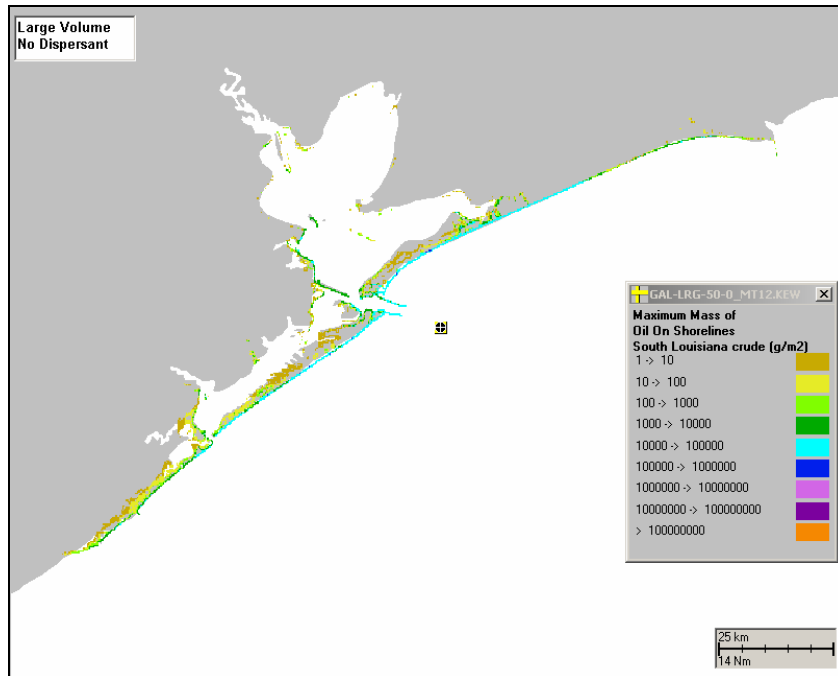 Large Volume
No Dispersant
GAL-LRG-50-0_MT12.KEW
Maximum Mass of
Oil On Shorelines
South Louisiana crude (g/m2)
1 -> 10
10 -> 100
100 -> 1000
1000 -> 10000
10000 -> 100000
100000 -> 1000000
1000000 -> 10000000
10000000 -> 100000000
> 100000000
25 km
14 Nm